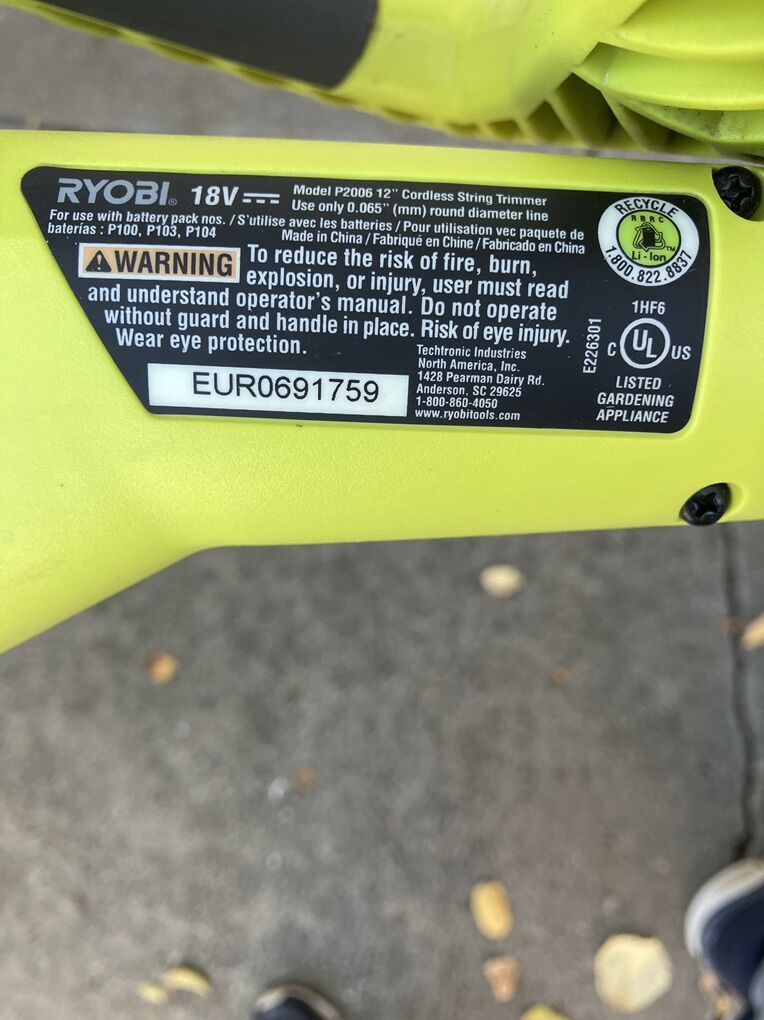 RYOBI® 18V Model P2006 12" Cordless String Trimmer
Use only 0.065" (mm) round diameter line
For use with battery pack nos. / S'utilise avec les batteries / Pour utilisation vec paquete de
baterías : P100, P103, P104
Made in China / Fabriqué en Chine / Fabricado en China
WARNING To reduce the risk of fire, burn,
explosion, or injury, user must read
and understand operator's manual. Do not operate
without guard and handle in place. Risk of eye injury.
Wear eye protection.
EUR0691759
Techtronic Industries
North America, Inc.
1428 Pearman Dairy Rd.
Anderson, SC 29625
1-800-860-4050
www.ryobitools.com
RECYCLE
RBRC
TM
Li-Ion
1.800.822.8837
1HF6
E226301
C UL US
LISTED
GARDENING
APPLIANCE